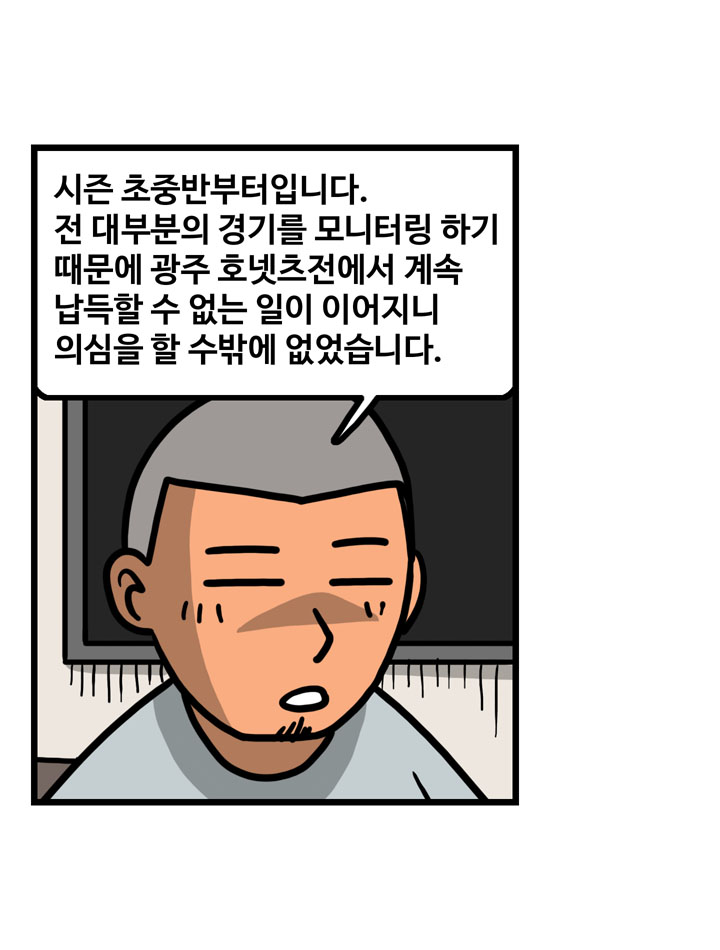 시즌 초중반부터입니다.
전 대부분의 경기를 모니터링 하기
때문에 광주 호넷츠전에서 계속
납득할 수 없는 일이 이어지니
의심을 할 수밖에 없었습니다.